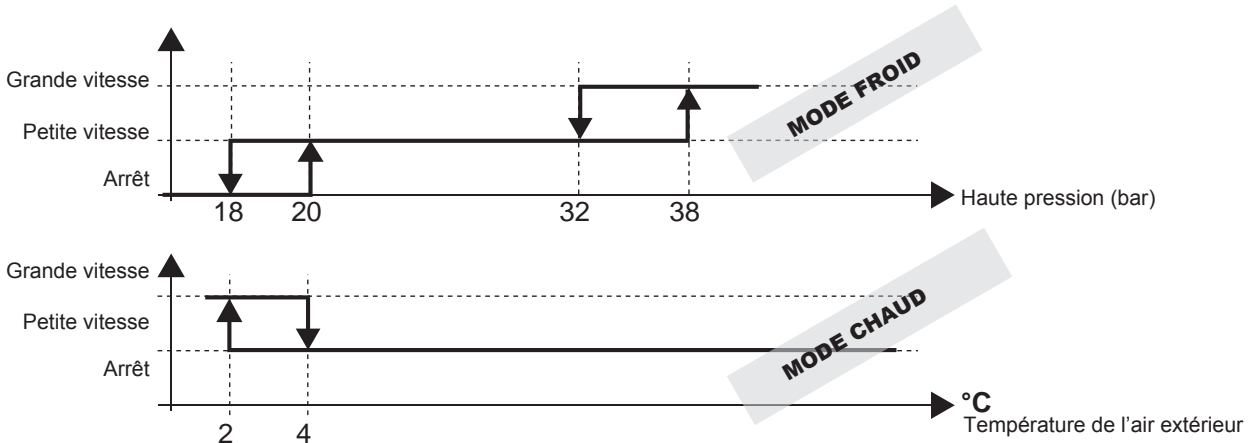 Grande vitesse
Petite vitesse
Arrêt
MODE FROID
18 20 32 38
Haute pression (bar)
Grande vitesse
Petite vitesse
Arrêt
MODE CHAUD
2 4
°C
Température de l'air extérieur